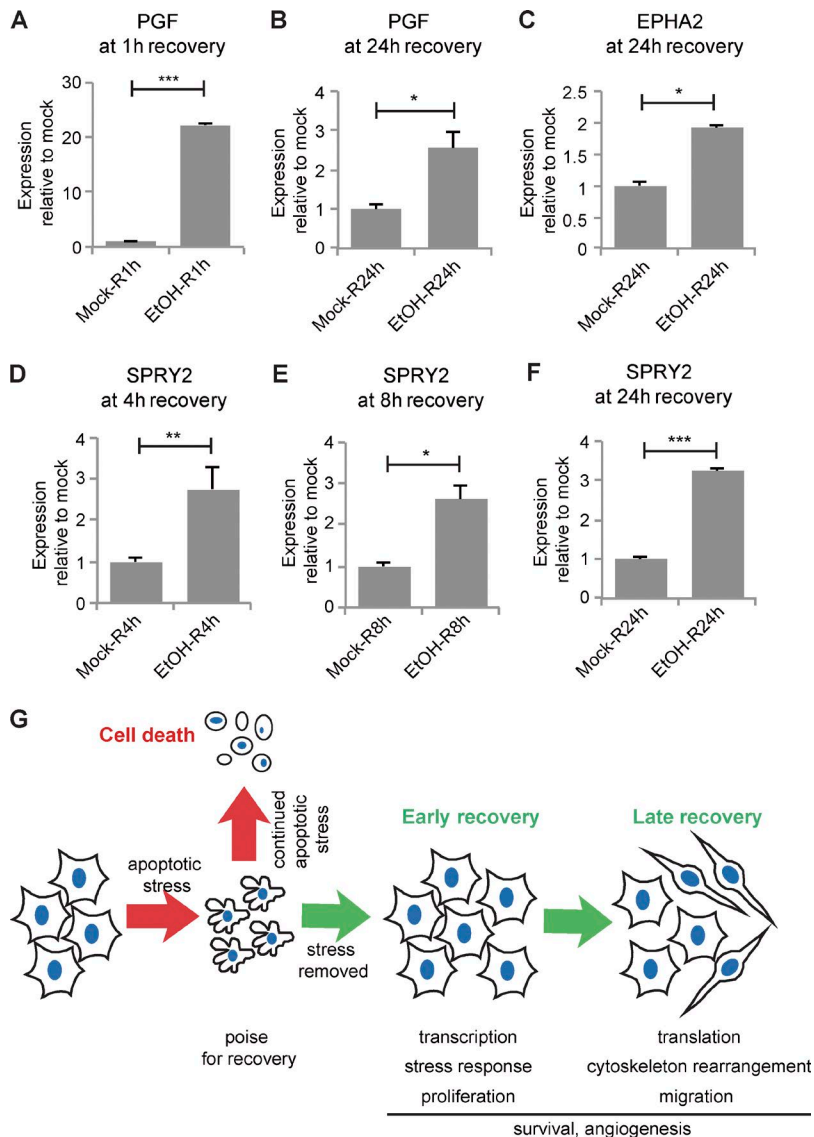 A
PGF
at 1h recovery
***
Expression
relative to mock
30
20
10
0
Mock-R1h
EtOH-R1h
B
PGF
at 24h recovery
*
Expression
relative to mock
4
3
2
1
0
Mock-R24h
EtOH-R24h
C
EPHA2
at 24h recovery
*
Expression
relative to mock
2.5
2
1.5
1
0.5
0
Mock-R24h
EtOH-R24h
D
SPRY2
at 4h recovery
**
Expression
relative to mock
4
3
2
1
0
Mock-R4h
EtOH-R4h
E
SPRY2
at 8h recovery
*
Expression
relative to mock
4
3
2
1
0
Mock-R8h
EtOH-R8h
F
SPRY2
at 24h recovery
***
Expression
relative to mock
4
3
2
1
0
Mock-R24h
EtOH-R24h
G
Cell death
continued
apoptotic
stress
apoptotic
stress
stress
removed
Early recovery
Late recovery
poise
for recovery
transcription
stress response
proliferation
translation
cytoskeleton rearrangement
migration
survival, angiogenesis